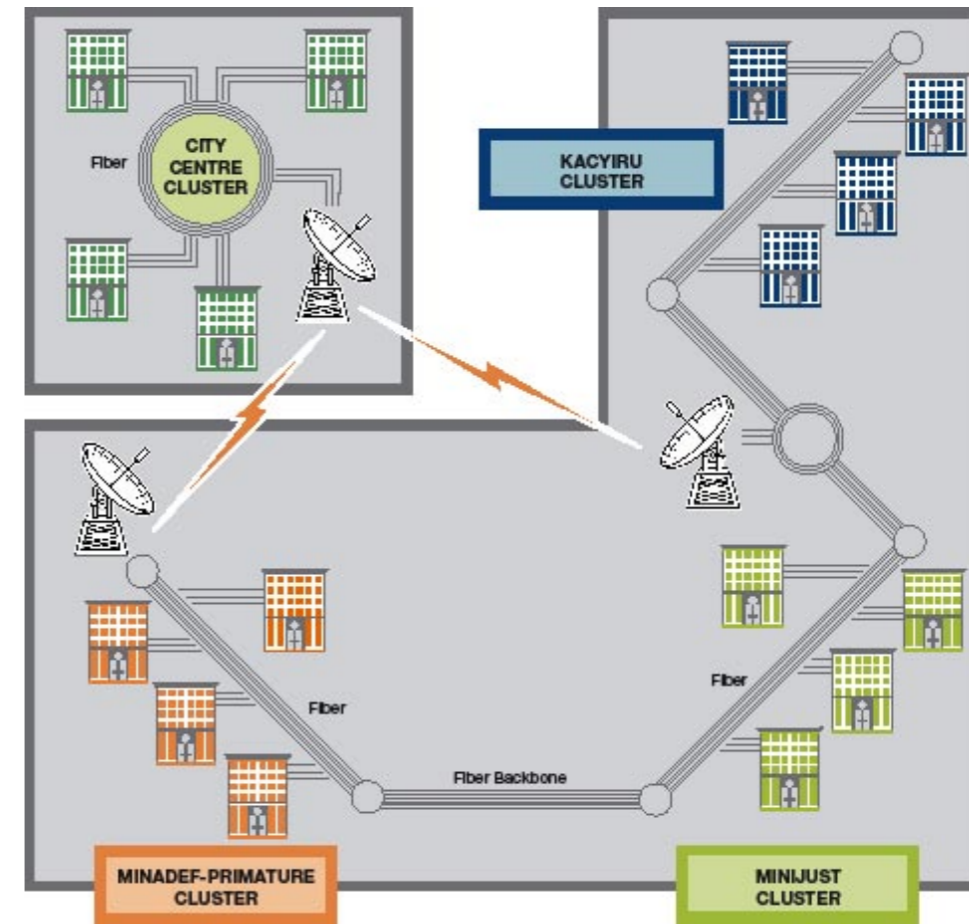 Fiber
CITY
CENTRE
CLUSTER
KACYIRU
CLUSTER
Fiber
Fiber
Fiber Backbone
MINADEF-PRIMATURE
CLUSTER
MINIJUST
CLUSTER